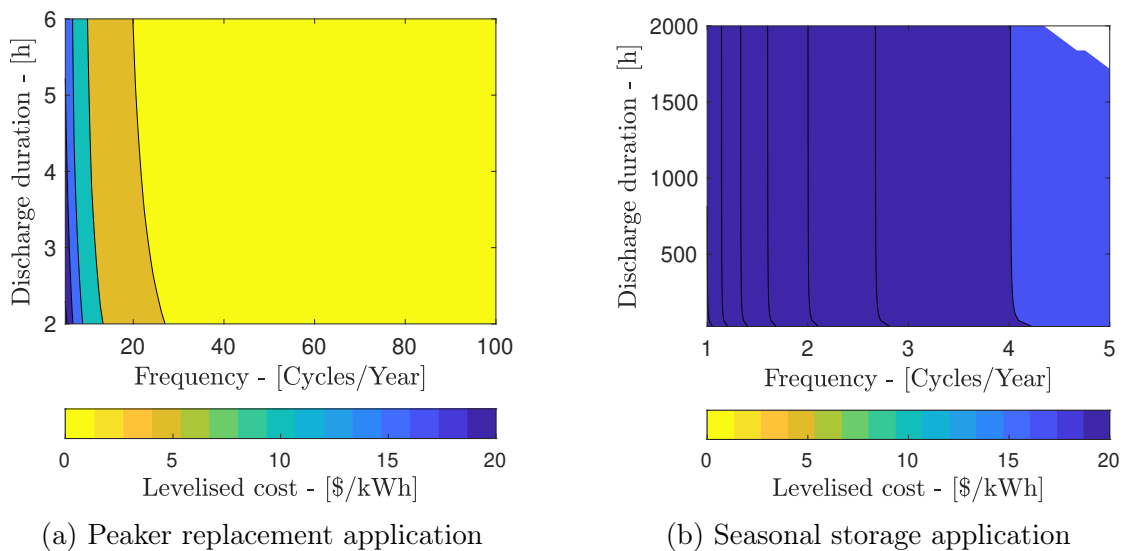 6
5
4
3
2
Discharge duration - [h]
20 40 60 80 100
Frequency - [Cycles/Year]
0 5 10 15 20
Levelised cost - [$/kWh]
(a) Peaker replacement application
2000
1500
1000
500
Discharge duration - [h]
1 2 3 4 5
Frequency - [Cycles/Year]
0 5 10 15 20
Levelised cost - [$/kWh]
(b) Seasonal storage application